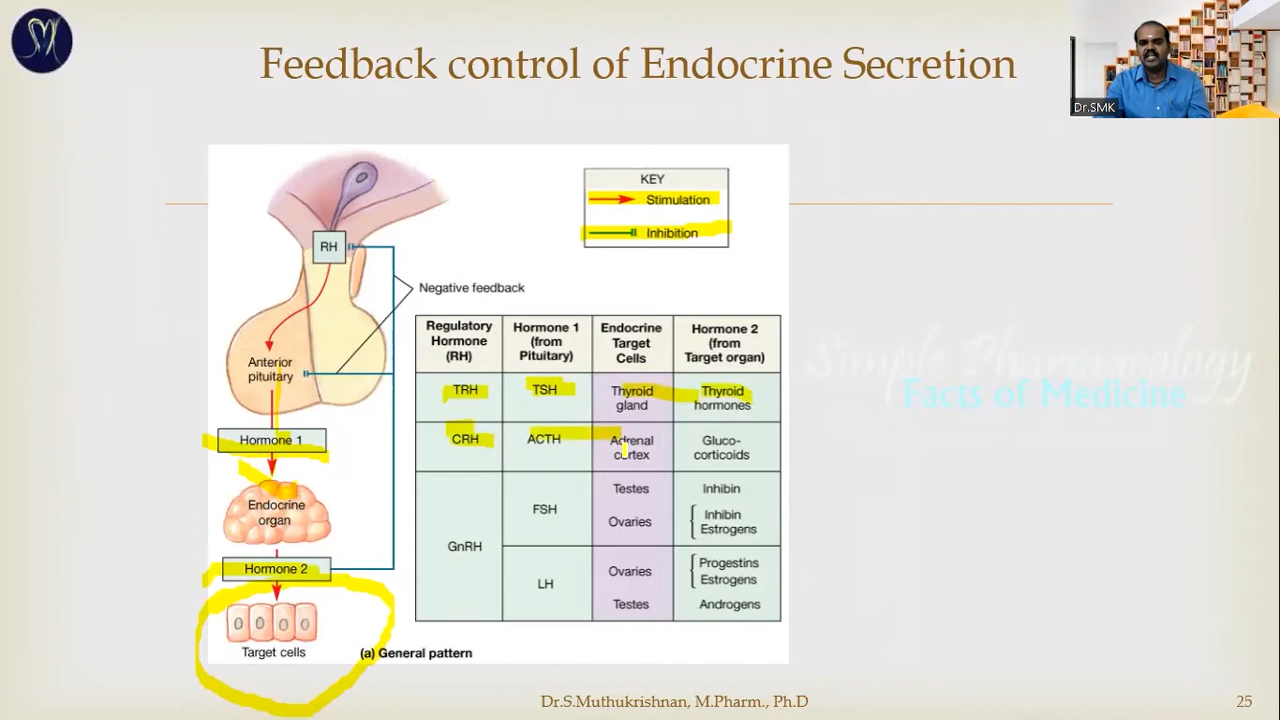 SM
Feedback control of Endocrine Secretion
Dr.SMK
KEY
Stimulation
Inhibition
RH
Negative feedback
Anterior
pituitary
Hormone 1
Endocrine
organ
Hormone 2
Target cells
(a) General pattern
Regulatory Hormone (RH)
Hormone 1 (from Pituitary)
Endocrine Target Cells
Hormone 2 (from Target organ)
TRH
TSH
Thyroid gland
Thyroid hormones
CRH
ACTH
Adrenal cortex
Gluco-corticoids
GnRH
FSH
Testes
Inhibin
Ovaries
Inhibin
Estrogens
LH
Ovaries
Progestins
Estrogens
Testes
Androgens
Simple Pharmacology
Facts of Medicine
Dr.S.Muthukrishnan, M.Pharm., Ph.D
25